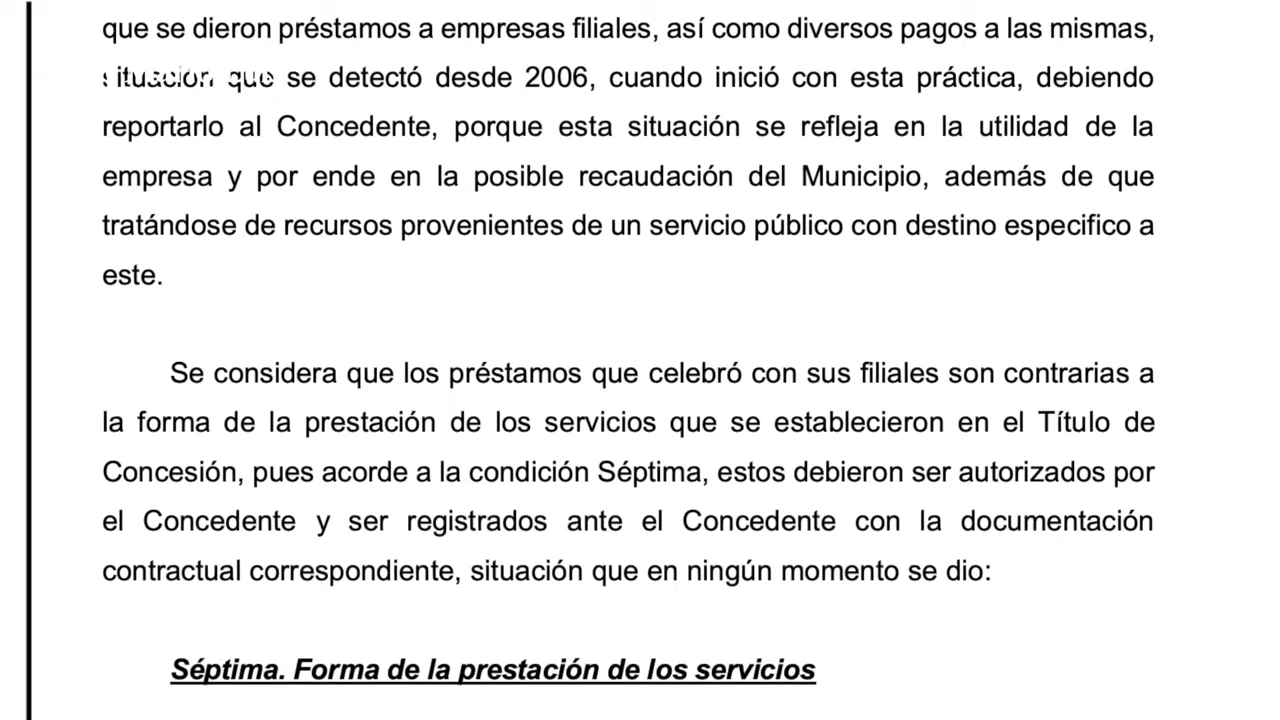 que se dieron préstamos a empresas filiales, así como diversos pagos a las mismas,
situación que se detectó desde 2006, cuando inició con esta práctica, debiendo
reportarlo al Concedente, porque esta situación se refleja en la utilidad de la
empresa y por ende en la posible recaudación del Municipio, además de que
tratándose de recursos provenientes de un servicio público con destino especifico a
este.
Se considera que los préstamos que celebró con sus filiales son contrarias a
la forma de la prestación de los servicios que se establecieron en el Título de
Concesión, pues acorde a la condición Séptima, estos debieron ser autorizados por
el Concedente y ser registrados ante el Concedente con la documentación
contractual correspondiente, situación que en ningún momento se dio:
Séptima. Forma de la prestación de los servicios